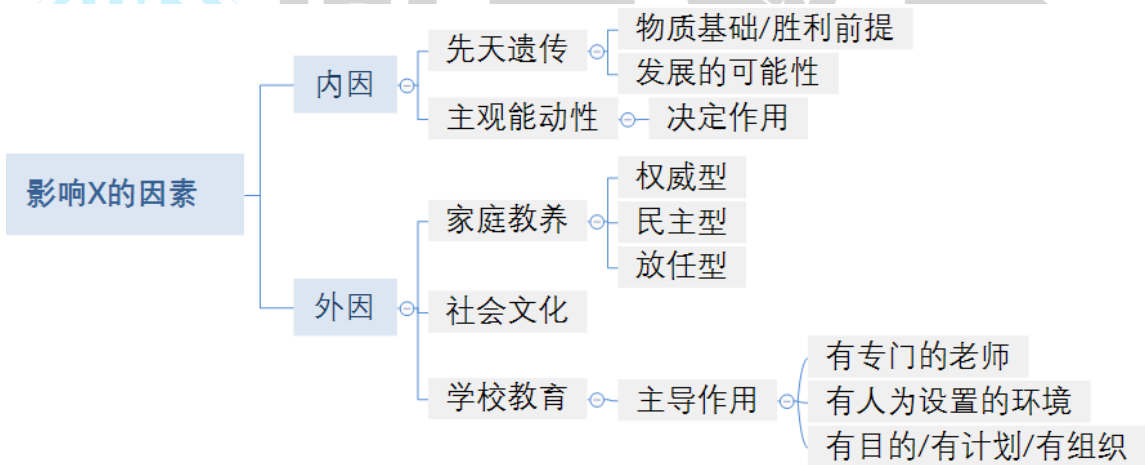 影响X的因素
内因
先天遗传
物质基础/胜利前提
发展的可能性
主观能动性
决定作用
外因
家庭教养
权威型
民主型
放任型
社会文化
学校教育
主导作用
有专门的老师
有人为设置的环境
有目的/有计划/有组织